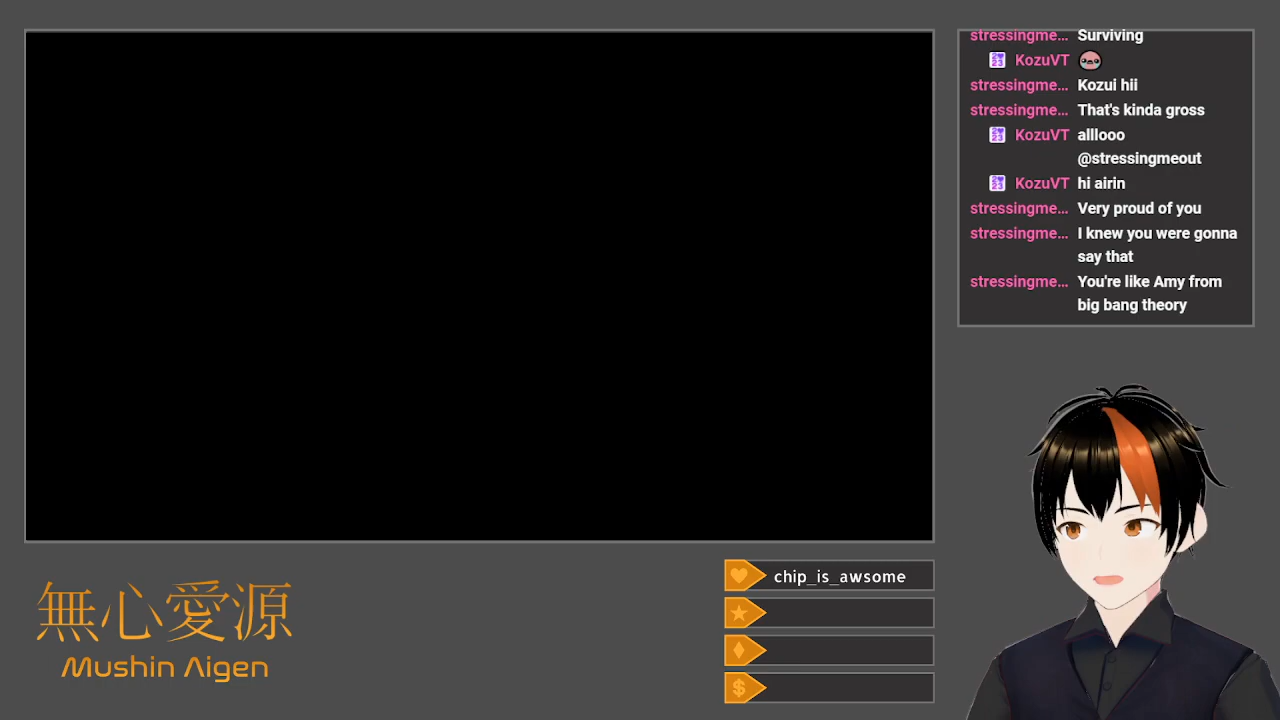 stressingme... Surviving
KozuVT
stressingme... Kozui hii
stressingme... That's kinda gross
KozuVT alllooo
@stressingmeout
KozuVT hi airin
stressingme... Very proud of you
stressingme... I knew you were gonna
say that
stressingme... You're like Amy from
big bang theory
chip_is_awsome
$
無心愛源
Mushin Aigen